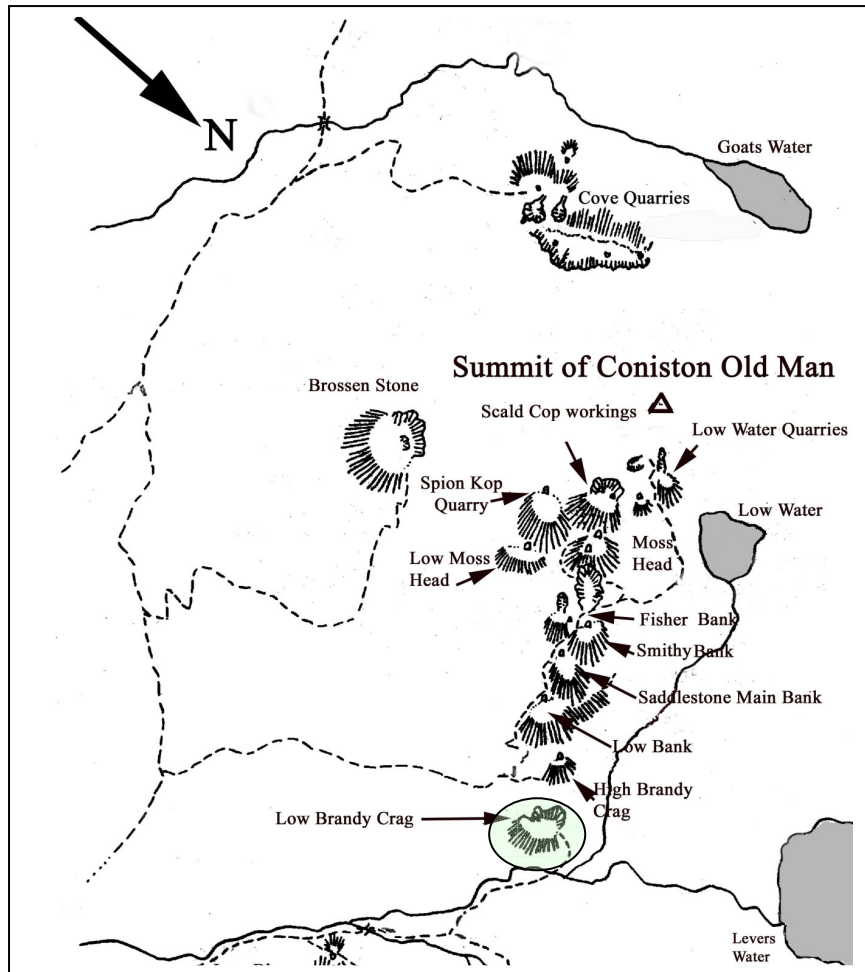 N
Goats Water
Cove Quarries
Summit of Coniston Old Man
Brossen Stone
Scald Cop workings
Low Water Quarries
Spion Kop
Quarry
Low Water
Low Moss
Head
Moss
Head
Fisher Bank
Smithy Bank
Saddlestone Main Bank
Low Bank
High Brandy
Crag
Low Brandy Crag
Levers
Water